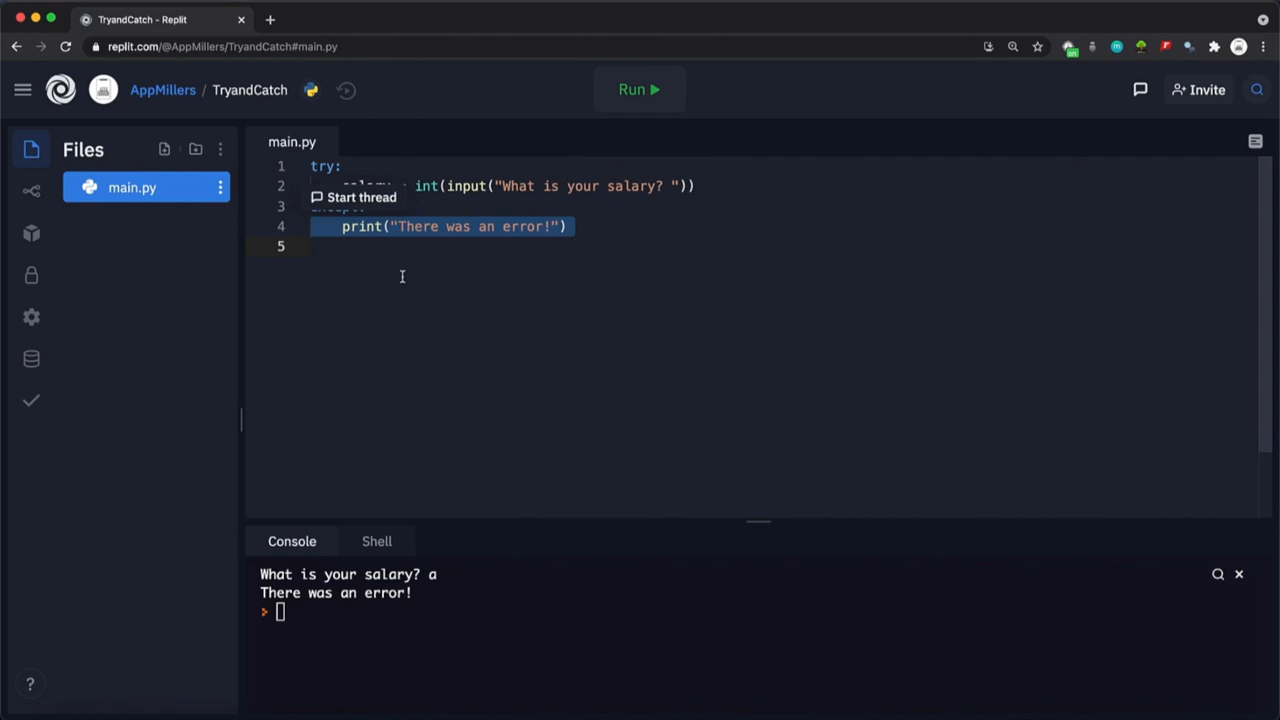 TryandCatch - Replit
replit.com/@AppMillers/TryandCatch#main.py
AppMillers / TryandCatch
Run
Invite
Files
main.py
main.py
1 try:
2 int(input("What is your salary? "))
Start thread
3
4 print("There was an error!")
5
Console
Shell
What is your salary? a
There was an error!
?